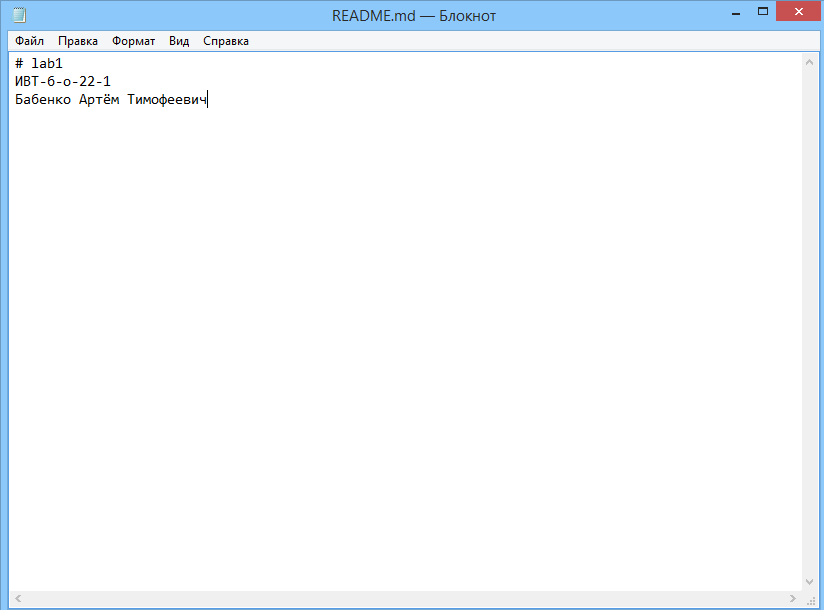 README.md — Блокнот
Файл Правка Формат Вид Справка
# lab1
ИВТ-б-о-22-1
Бабенко Артём Тимофеевич